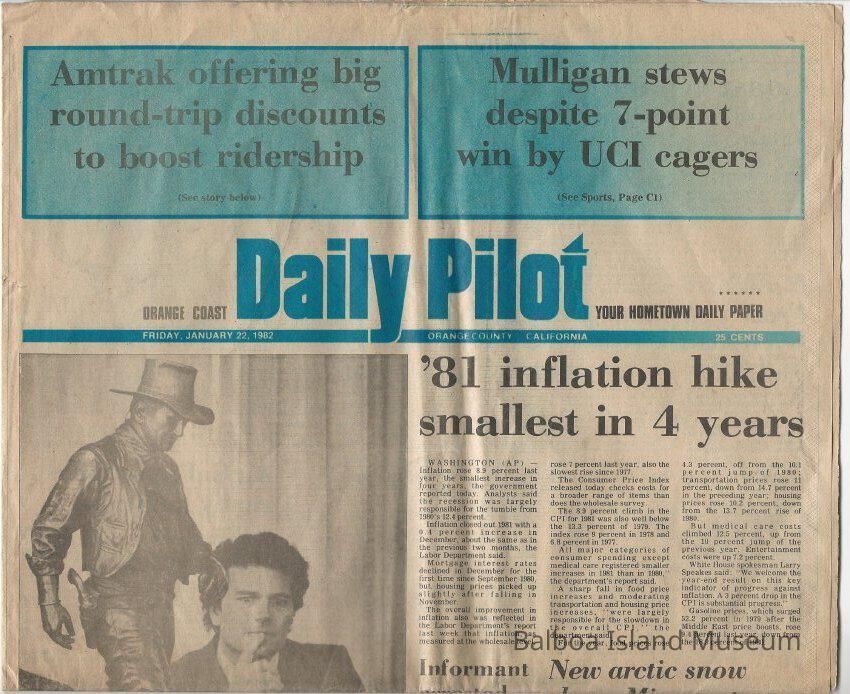 Amtrak offering big
round-trip discounts
to boost ridership
(See story below)
Mulligan stews
despite 7-point
win by UCI cagers
(See Sports, Page C1)
ORANGE COAST
Daily Pilot
YOUR HOMETOWN DAILY PAPER
FRIDAY, JANUARY 22, 1982
ORANGE COUNTY CALIFORNIA
25 CENTS
'81 inflation hike
smallest in 4 years
WASHINGTON (AP) —
Inflation rose 8.9 percent last
year, the smallest increase in
four years, the government
reported today. Analysts said
the recession was largely
responsible for the tumble from
1980's 12.4 percent.
Inflation closed out 1981 with a
0.4 percent increase in
December, about the same as in
the previous two months, the
Labor Department said.
Mortgage interest rates
declined in December for the
first time since September 1980,
but housing prices picked up
slightly after falling in
November.
The overall improvement in
inflation also was reflected in
the Labor Department's report
last week that inflation
measured at the wholesale level
rose 7 percent last year, also the
slowest rise since 1977.
The Consumer Price Index
released today checks costs for
a broader range of items than
does the wholesale survey.
The 8.9 percent climb in the
CPI for 1981 was also well below
the 13.3 percent of 1979. The
index rose 9 percent in 1978 and
6.8 percent in 1977.
All major categories of
consumer spending except
medical care registered smaller
increases in 1981 than in 1980,"
the department's report said.
A sharp fall in food price
increases and moderating
transportation and housing price
increases, "were largely
responsible for the slowdown in
the overall CPI," the
department said.
For the year, food prices rose
4.3 percent, off from the 10.1
percent jump of 1980;
transportation prices rose 11
percent, down from 14.7 percent
in the preceding year; housing
prices rose 10.2 percent, down
from the 13.7 percent rise of
1980.
But medical care costs
climbed 12.5 percent, up from
the 10 percent jump of the
previous year. Entertainment
costs were up 7.2 percent.
White House spokesman Larry
Speakes said: "We welcome the
year-end result on this key
indicator of progress against
inflation. A 3 percent drop in the
CPI is substantial progress."
Gasoline prices, which surged
52.2 percent in 1979 after the
Middle East price boosts, rose
percent last year, down from
Balboa Island Museum
Informant
New arctic snow